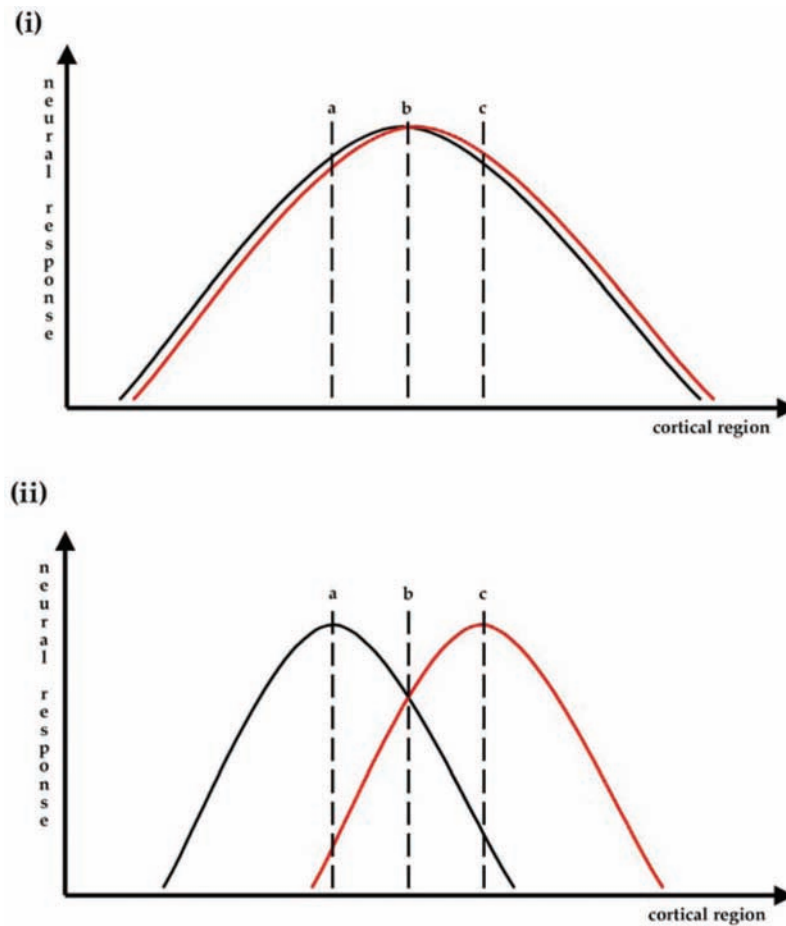 (i)
neural response
a b c
cortical region
(ii)
neural response
a b c
cortical region